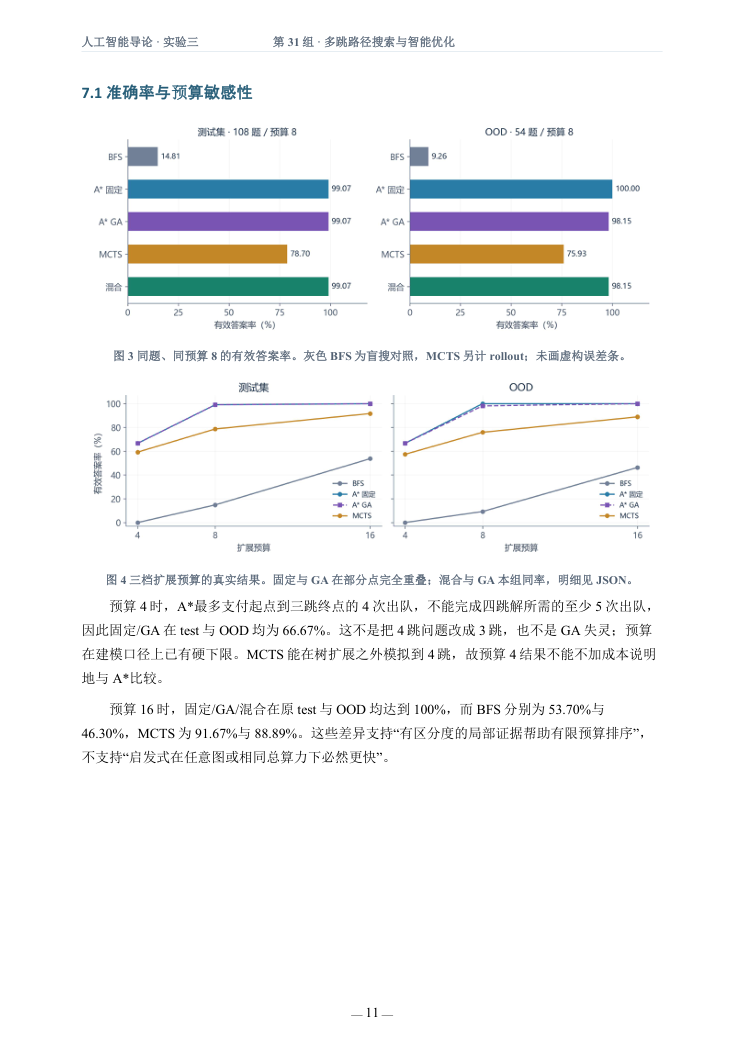 人工智能导论 · 实验三 第 31 组 · 多跳路径搜索与智能优化
7.1 准确率与预算敏感性
测试集 · 108 题 / 预算 8
BFS 14.81
A* 固定 99.07
A* GA 99.07
MCTS 78.70
混合 99.07
0 25 50 75 100
有效答案率（%）
OOD · 54 题 / 预算 8
BFS 9.26
A* 固定 100.00
A* GA 98.15
MCTS 75.93
混合 98.15
0 25 50 75 100
有效答案率（%）
图 3 同题、同预算 8 的有效答案率。灰色 BFS 为盲搜对照，MCTS 另计 rollout；未画虚构误差条。
测试集
有效答案率（%）
100
80
60
40
20
0
BFS
A* 固定
A* GA
MCTS
4 8 16
扩展预算
OOD
BFS
A* 固定
A* GA
MCTS
4 8 16
扩展预算
图 4 三档扩展预算的真实结果。固定与 GA 在部分点完全重叠；混合与 GA 本组同率，明细见 JSON。
预算 4 时，A*最多支付起点到三跳终点的 4 次出队，不能完成四跳解所需的至少 5 次出队，
因此固定/GA 在 test 与 OOD 均为 66.67%。这不是把 4 跳问题改成 3 跳，也不是 GA 失灵；预算
在建模口径上已有硬下限。MCTS 能在树扩展之外模拟到 4 跳，故预算 4 结果不能不加成本说明
地与 A*比较。
预算 16 时，固定/GA/混合在原 test 与 OOD 均达到 100%，而 BFS 分别为 53.70%与
46.30%，MCTS 为 91.67%与 88.89%。这些差异支持“有区分度的局部证据帮助有限预算排序”，
不支持“启发式在任意图或相同总算力下必然更快”。
— 11 —